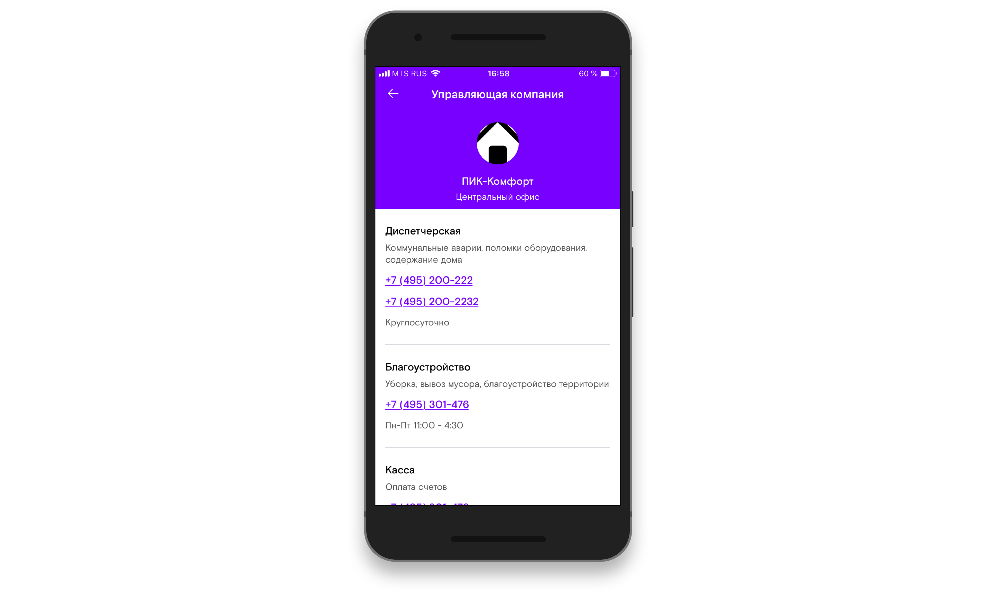 MTS RUS 16:58 60 %
Управляющая компания
ПИК-Комфорт
Центральный офис
Диспетчерская
Коммунальные аварии, поломки оборудования,
содержание дома
+7 (495) 200-222
+7 (495) 200-2232
Круглосуточно
Благоустройство
Уборка, вывоз мусора, благоустройство территории
+7 (495) 301-476
Пн-Пт 11:00 - 4:30
Касса
Оплата счетов